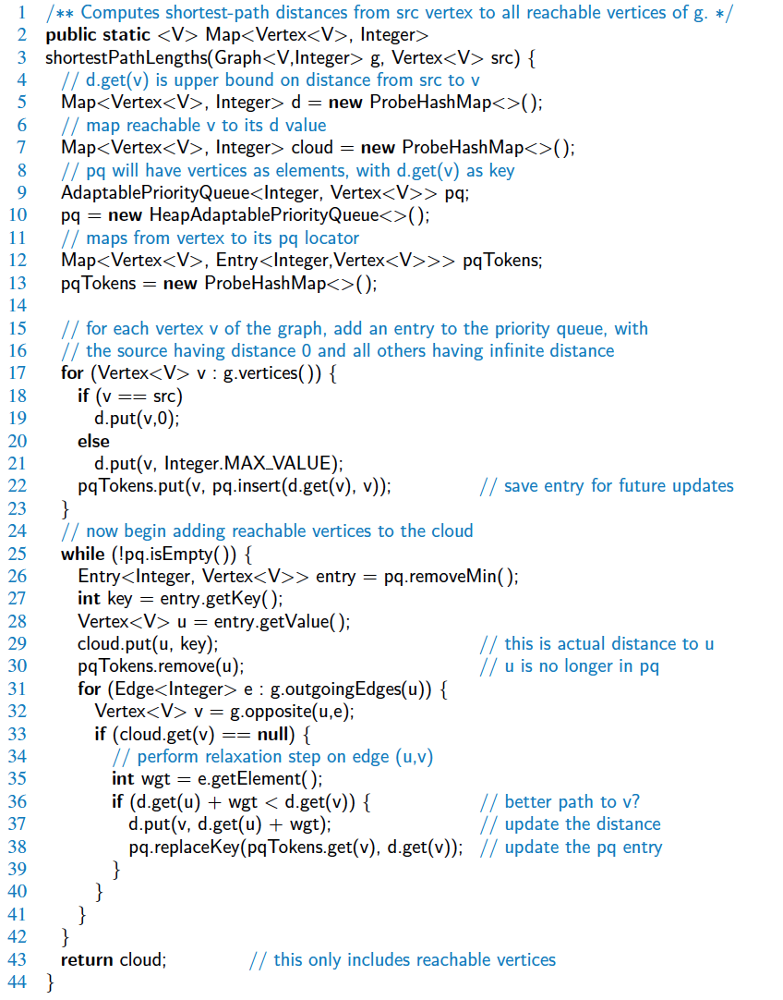 1 /** Computes shortest-path distances from src vertex to all reachable vertices of g. */
2 public static <V> Map<Vertex<V>, Integer>
3 shortestPathLengths(Graph<V,Integer> g, Vertex<V> src) {
4 // d.get(v) is upper bound on distance from src to v
5 Map<Vertex<V>, Integer> d = new ProbeHashMap<>();
6 // map reachable v to its d value
7 Map<Vertex<V>, Integer> cloud = new ProbeHashMap<>();
8 // pq will have vertices as elements, with d.get(v) as key
9 AdaptablePriorityQueue<Integer, Vertex<V>> pq;
10 pq = new HeapAdaptablePriorityQueue<>();
11 // maps from vertex to its pq locator
12 Map<Vertex<V>, Entry<Integer,Vertex<V>>> pqTokens;
13 pqTokens = new ProbeHashMap<>();
14
15 // for each vertex v of the graph, add an entry to the priority queue, with
16 // the source having distance 0 and all others having infinite distance
17 for (Vertex<V> v : g.vertices()) {
18 if (v == src)
19 d.put(v,0);
20 else
21 d.put(v, Integer.MAX_VALUE);
22 pqTokens.put(v, pq.insert(d.get(v), v)); // save entry for future updates
23 }
24 // now begin adding reachable vertices to the cloud
25 while (!pq.isEmpty()) {
26 Entry<Integer, Vertex<V>> entry = pq.removeMin();
27 int key = entry.getKey();
28 Vertex<V> u = entry.getValue();
29 cloud.put(u, key); // this is actual distance to u
30 pqTokens.remove(u); // u is no longer in pq
31 for (Edge<Integer> e : g.outgoingEdges(u)) {
32 Vertex<V> v = g.opposite(u,e);
33 if (cloud.get(v) == null) {
34 // perform relaxation step on edge (u,v)
35 int wgt = e.getElement();
36 if (d.get(u) + wgt < d.get(v)) { // better path to v?
37 d.put(v, d.get(u) + wgt); // update the distance
38 pq.replaceKey(pqTokens.get(v), d.get(v)); // update the pq entry
39 }
40 }
41 }
42 }
43 return cloud; // this only includes reachable vertices
44 }